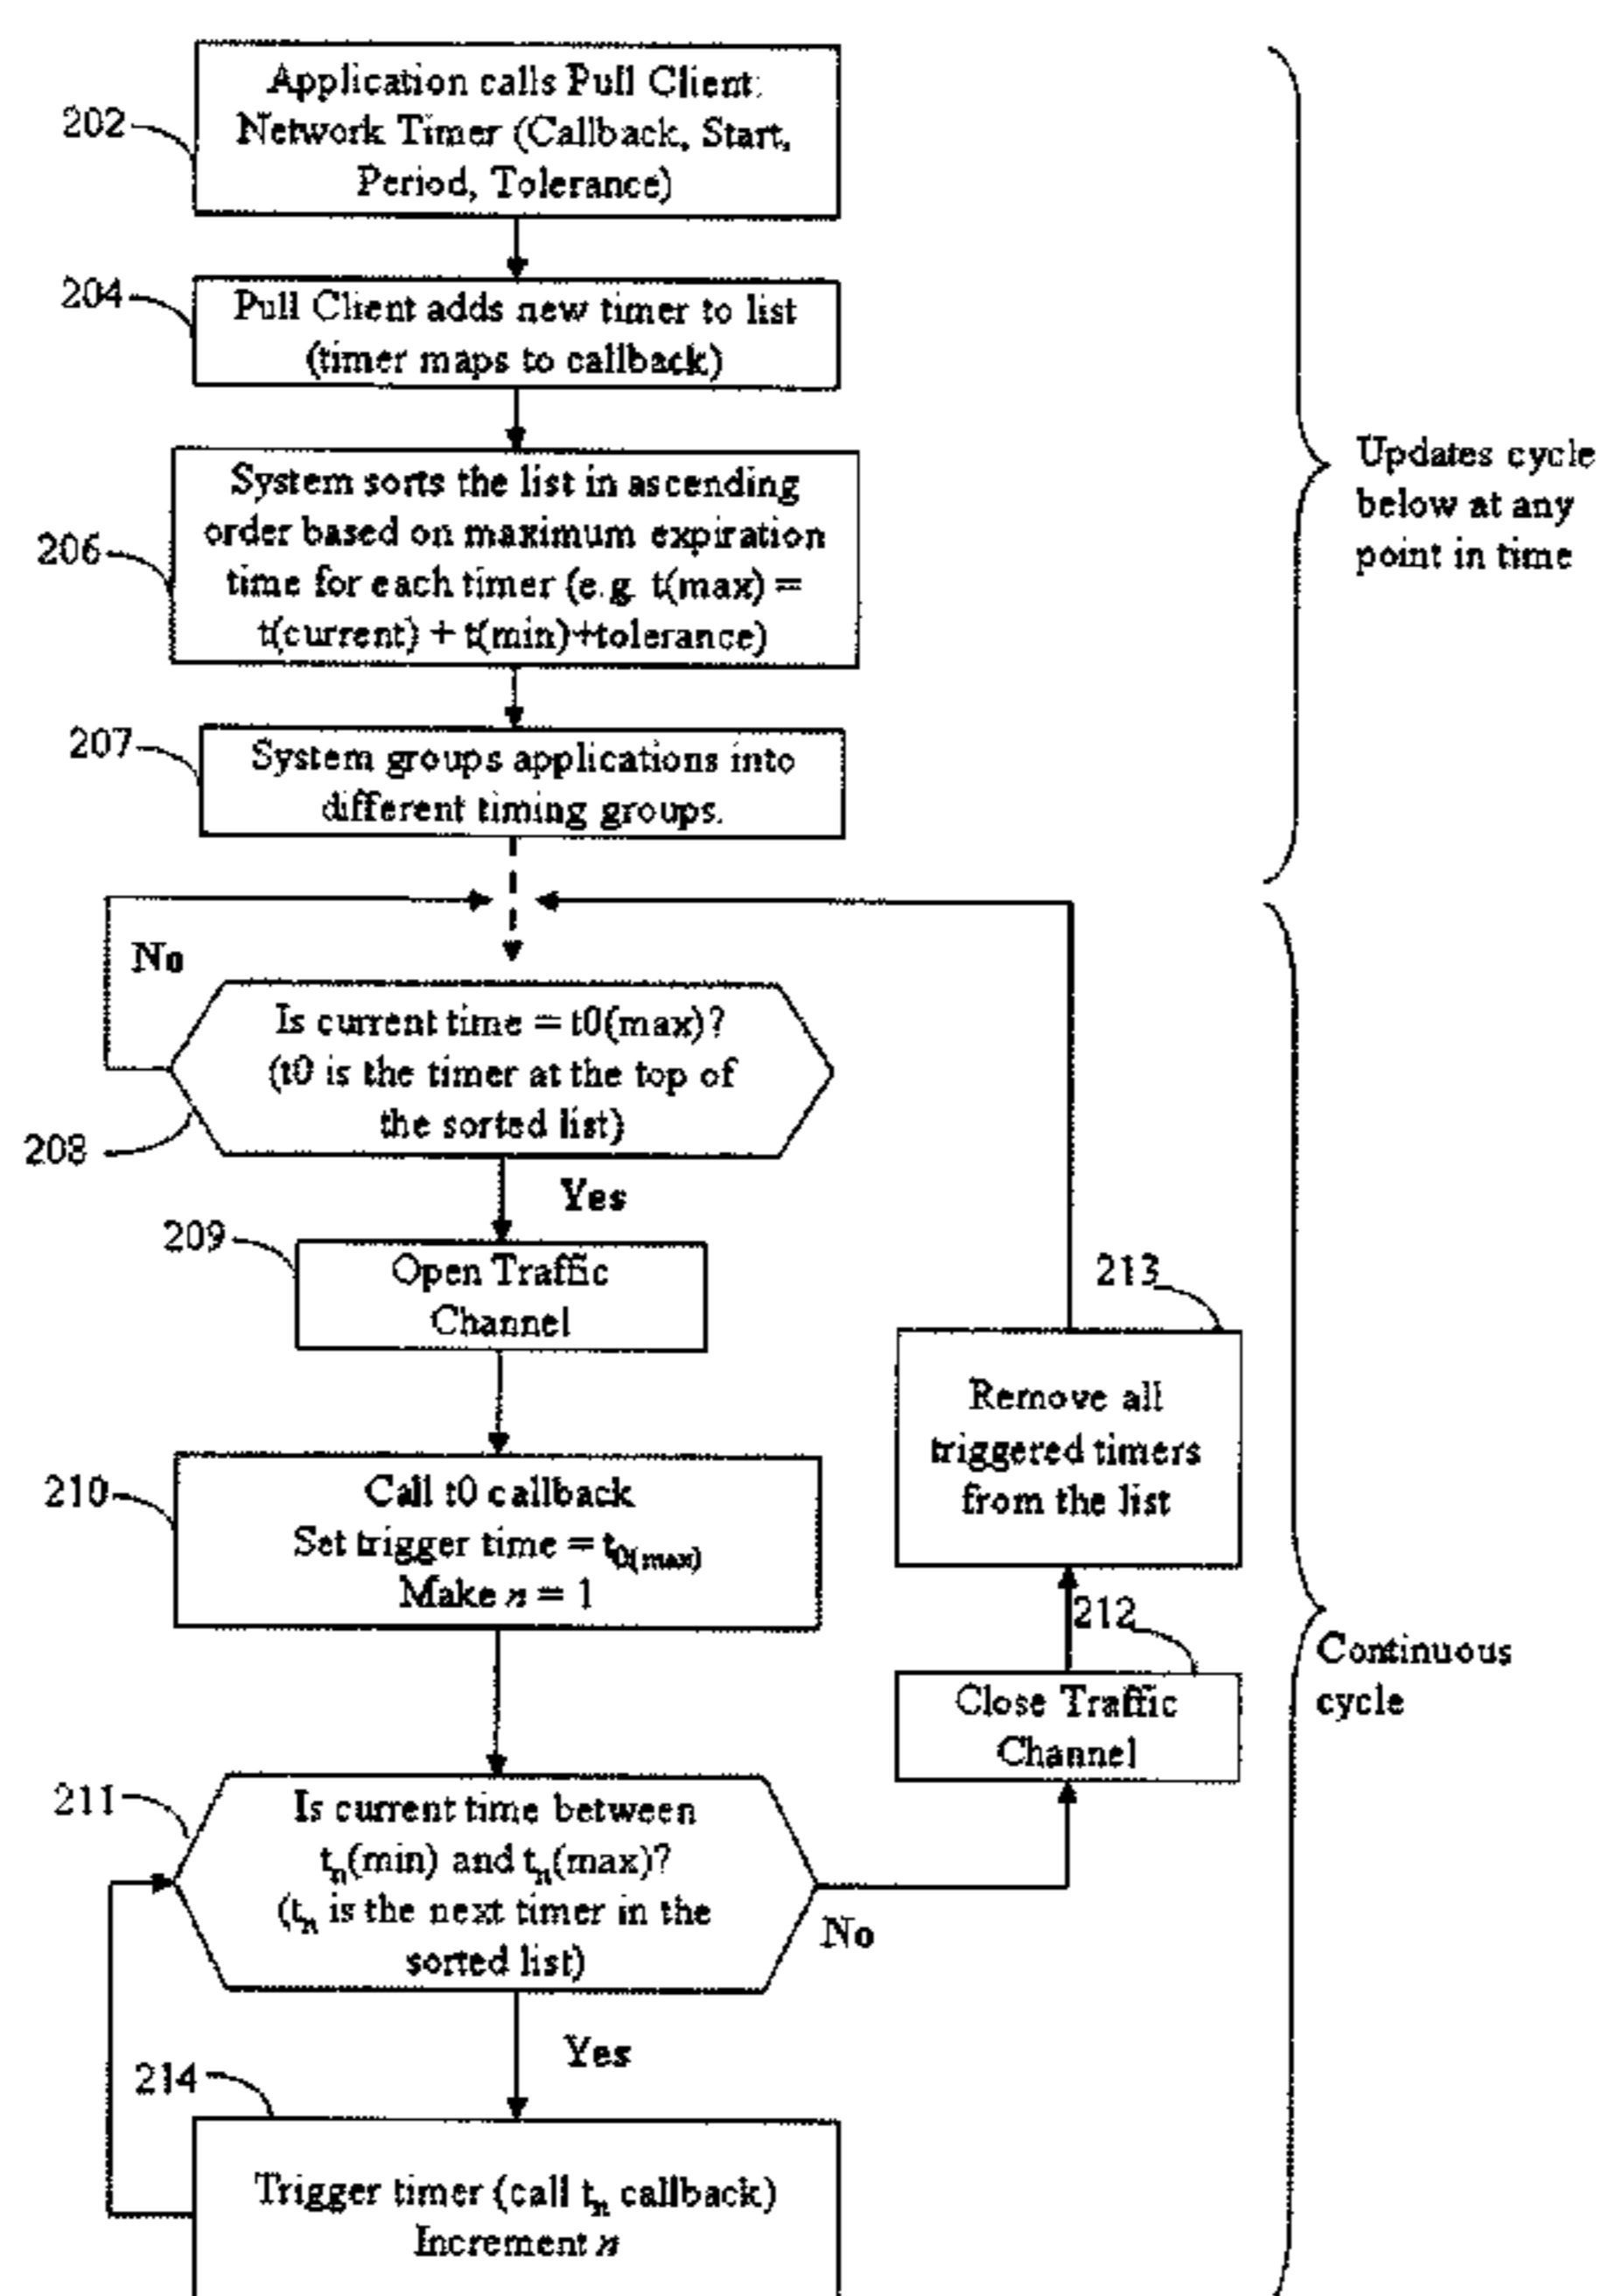 202
Application calls Pull Client:
Network Timer (Callback, Start,
Period, Tolerance)
204
Pull Client adds new timer to list
(timer maps to callback)
206
System sorts the list in ascending
order based on maximum expiration
time for each timer (e.g. t(max) =
t(current) + t(min)+tolerance)
207
System groups applications into
different timing groups.
Updates cycle
below at any
point in time
No
Is current time = t0(max)?
(t0 is the timer at the top of
the sorted list)
208
Yes
209
Open Traffic
Channel
210
Call t0 callback
Set trigger time = t0(max)
Make n = 1
211
Is current time between
tn(min) and tn(max)?
(tn is the next timer in the
sorted list)
No
Yes
214
Trigger timer (call tn callback)
Increment n
212
Close Traffic
Channel
213
Remove all
triggered timers
from the list
Continuous
cycle